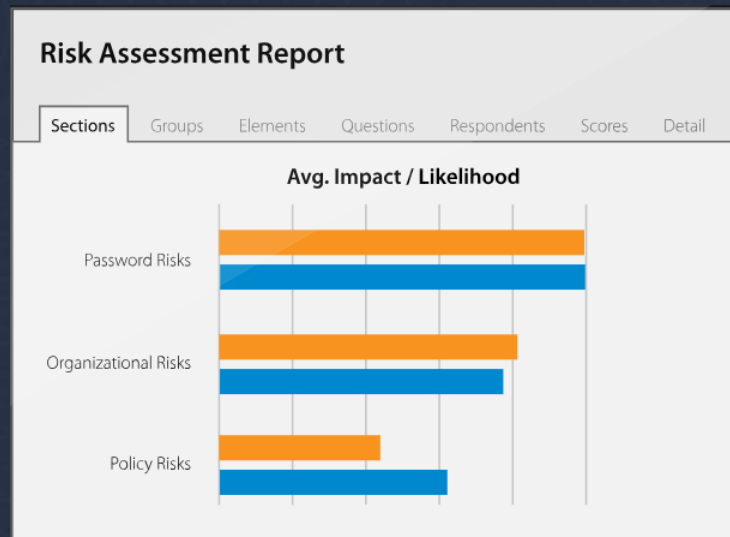 Risk Assessment Report
Sections Groups Elements Questions Respondents Scores Detail
Avg. Impact / Likelihood
Password Risks
Organizational Risks
Policy Risks